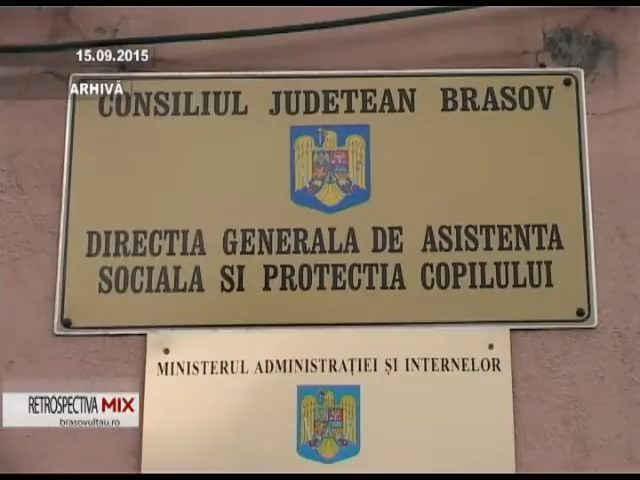 15.09.2015
ARHIVĂ
CONSILIUL JUDETEAN BRASOV
DIRECTIA GENERALA DE ASISTENTA
SOCIALA SI PROTECTIA COPILULUI
MINISTERUL ADMINISTRAȚIEI ȘI INTERNELOR
RETROSPECTIVA MIX
brasovultau.ro